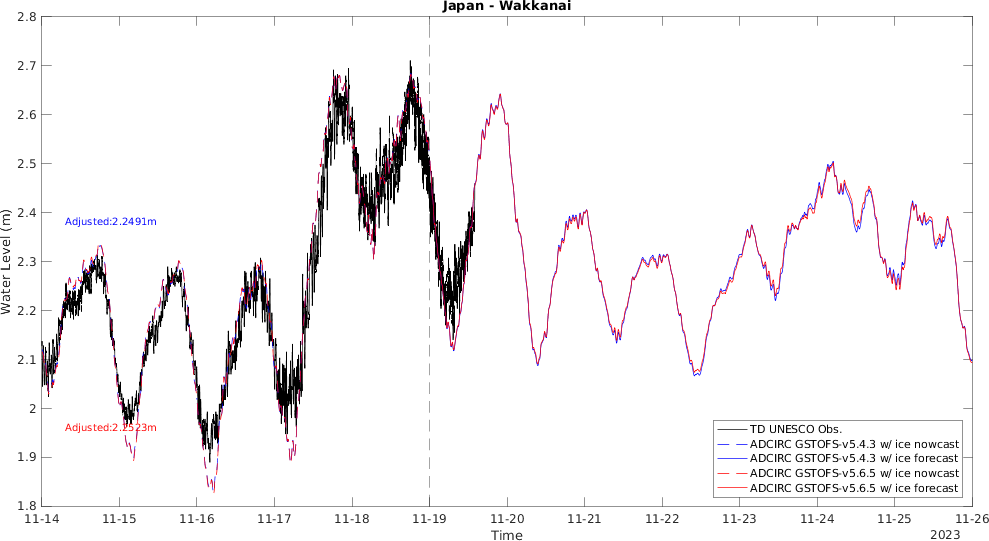 Japan - Wakkanai
2.8
2.7
2.6
2.5
2.4
2.3
2.2
2.1
2
1.9
1.8
Water Level (m)
Adjusted:2.2491m
Adjusted:2.2523m
TD UNESCO Obs.
ADCIRC GSTOFS-v5.4.3 w/ ice nowcast
ADCIRC GSTOFS-v5.4.3 w/ ice forecast
ADCIRC GSTOFS-v5.6.5 w/ ice nowcast
ADCIRC GSTOFS-v5.6.5 w/ ice forecast
11-14 11-15 11-16 11-17 11-18 11-19 11-20 11-21 11-22 11-23 11-24 11-25 11-26
Time
2023